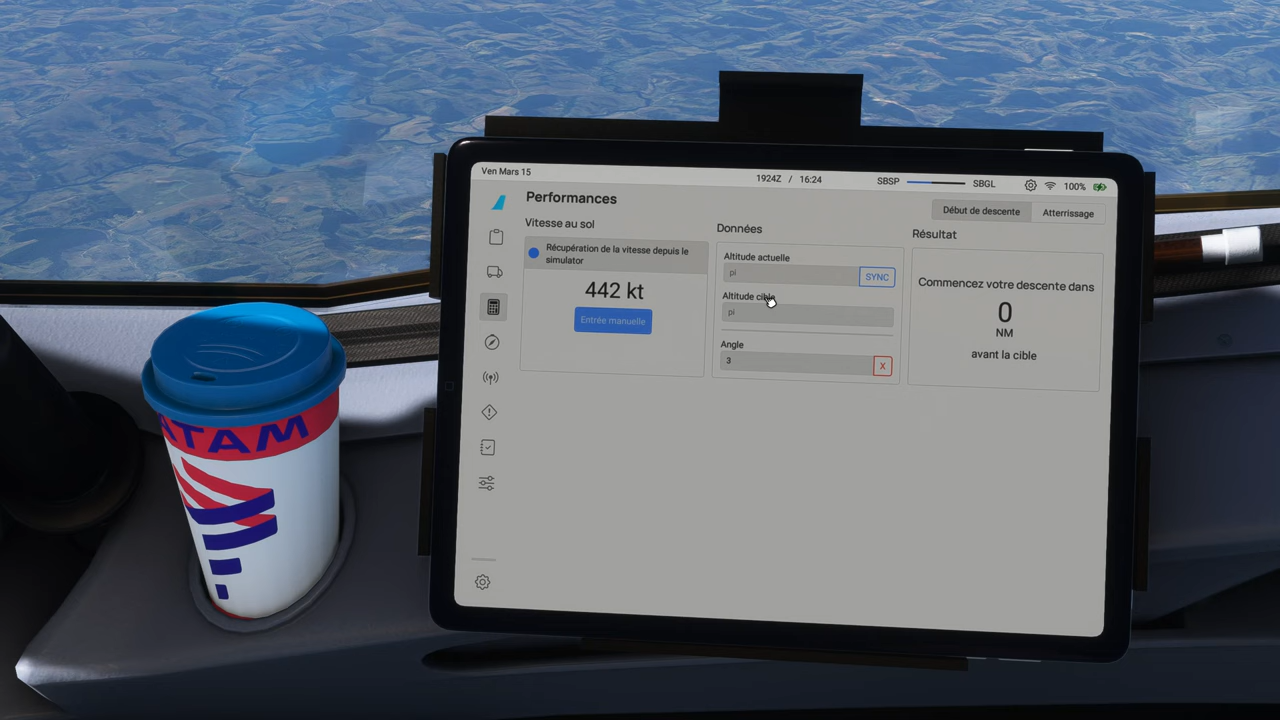 Ven Mars 15
1924Z / 16:24
SBSP
SBGL
100%
Performances
Début de descente
Atterrissage
Vitesse au sol
Récupération de la vitesse depuis le
simulator
442 kt
Entrée manuelle
Données
Altitude actuelle
pi
SYNC
Altitude cible
pi
Angle
3
X
Résultat
Commencez votre descente dans
0
NM
avant la cible
ATAM